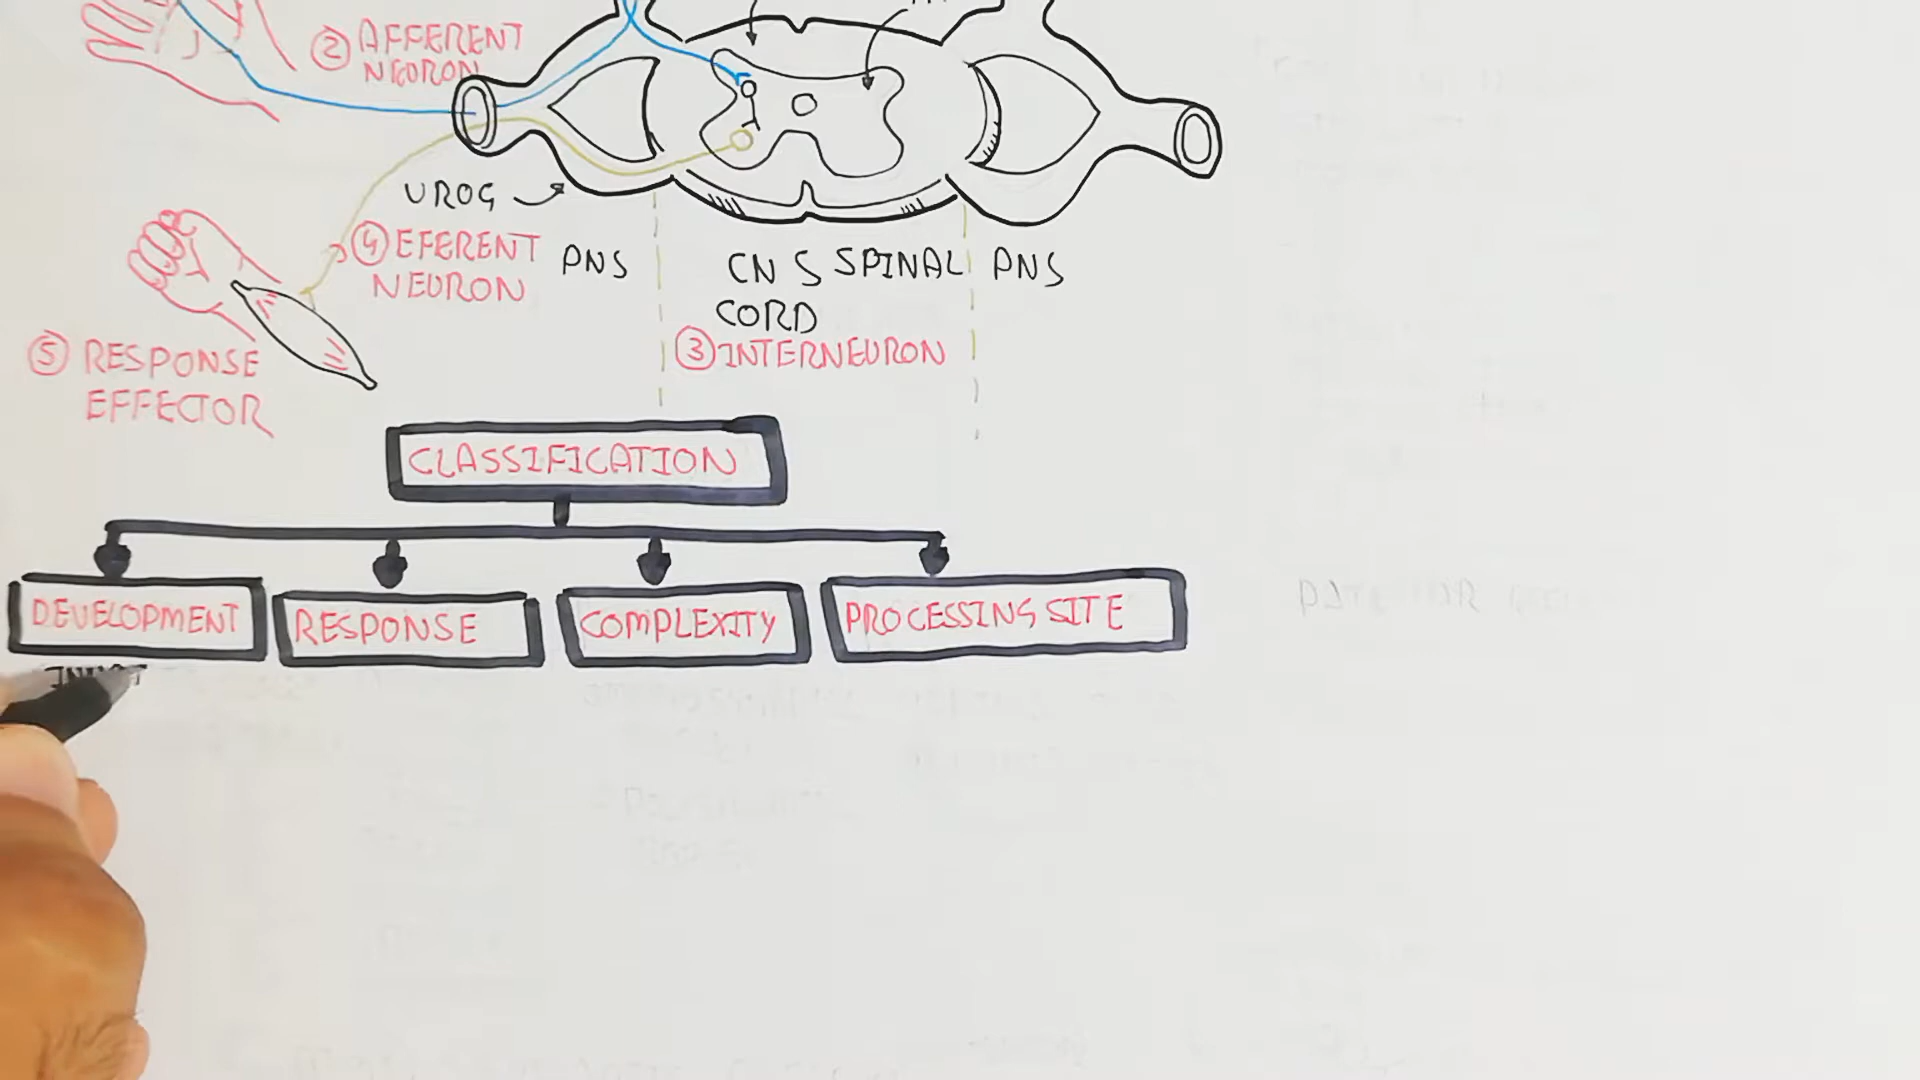 ② AFFERENT
NEURON
VROG
④ EFERENT
NEURON
PNS
CNS SPINAL
CORD
PNS
③ INTERNEURON
⑤ RESPONSE
EFFECTOR
CLASSIFICATION
DEVELOPMENT
RESPONSE
COMPLEXITY
PROCESSING SITE